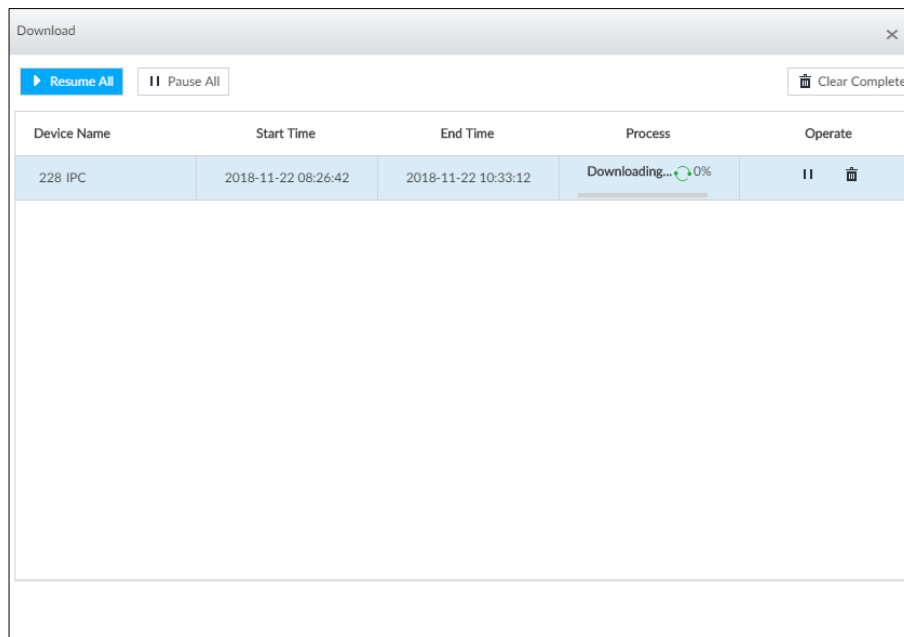 Download
Resume All Pause All Clear Complete
Device Name Start Time End Time Process Operate
228 IPC 2018-11-22 08:26:42 2018-11-22 10:33:12 Downloading... 0%